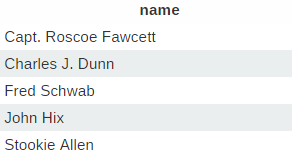 name
Capt. Roscoe Fawcett
Charles J. Dunn
Fred Schwab
John Hix
Stookie Allen